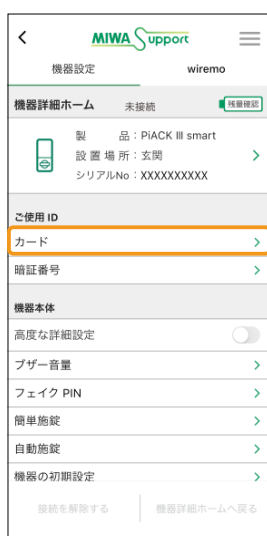 MIWA Support
機器設定 wiremo
機器詳細ホーム 未接続 残量確認
製 品：PiACK III smart
設置場所：玄関
シリアルNo：XXXXXXXXXX
ご使用 ID
カード
暗証番号
機器本体
高度な詳細設定
ブザー音量
フェイク PIN
簡単施錠
自動施錠
機器の初期設定
接続を解除する 機器詳細ホームへ戻る